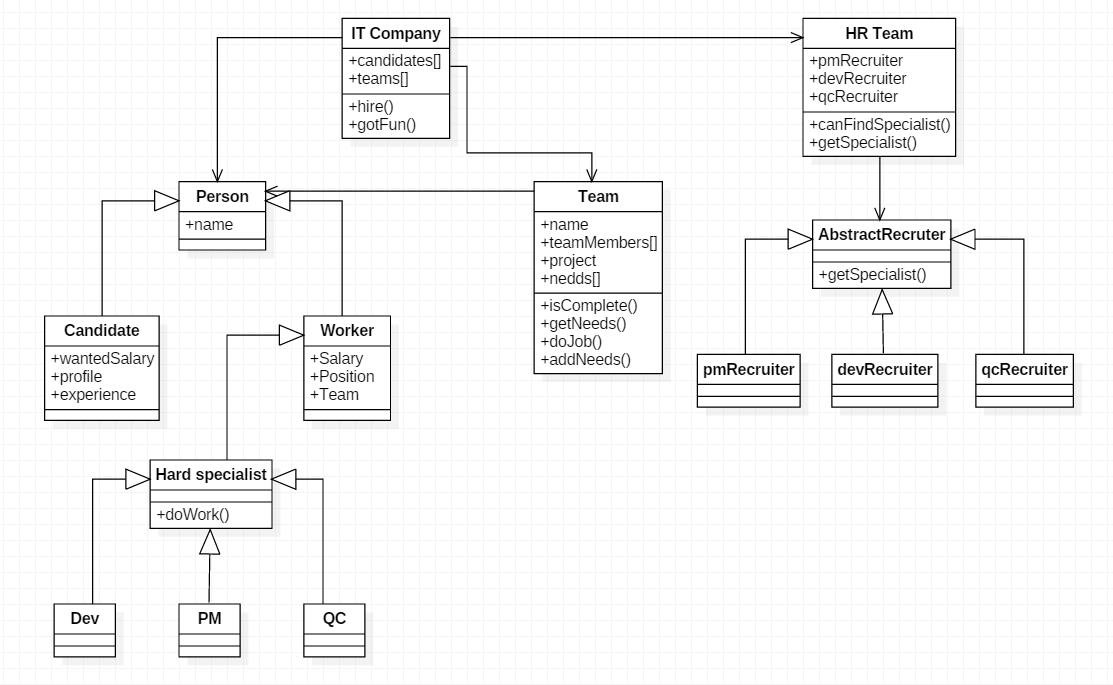 IT Company
+candidates[]
+teams[]
+hire()
+gotFun()
HR Team
+pmRecruiter
+devRecruiter
+qcRecruiter
+canFindSpecialist()
+getSpecialist()
Person
+name
Team
+name
+teamMembers[]
+project
+nedds[]
+isComplete()
+getNeeds()
+doJob()
+addNeeds()
AbstractRecruter
+getSpecialist()
Candidate
+wantedSalary
+profile
+experience
Worker
+Salary
+Position
+Team
pmRecruiter
devRecruiter
qcRecruiter
Hard specialist
+doWork()
Dev
PM
QC